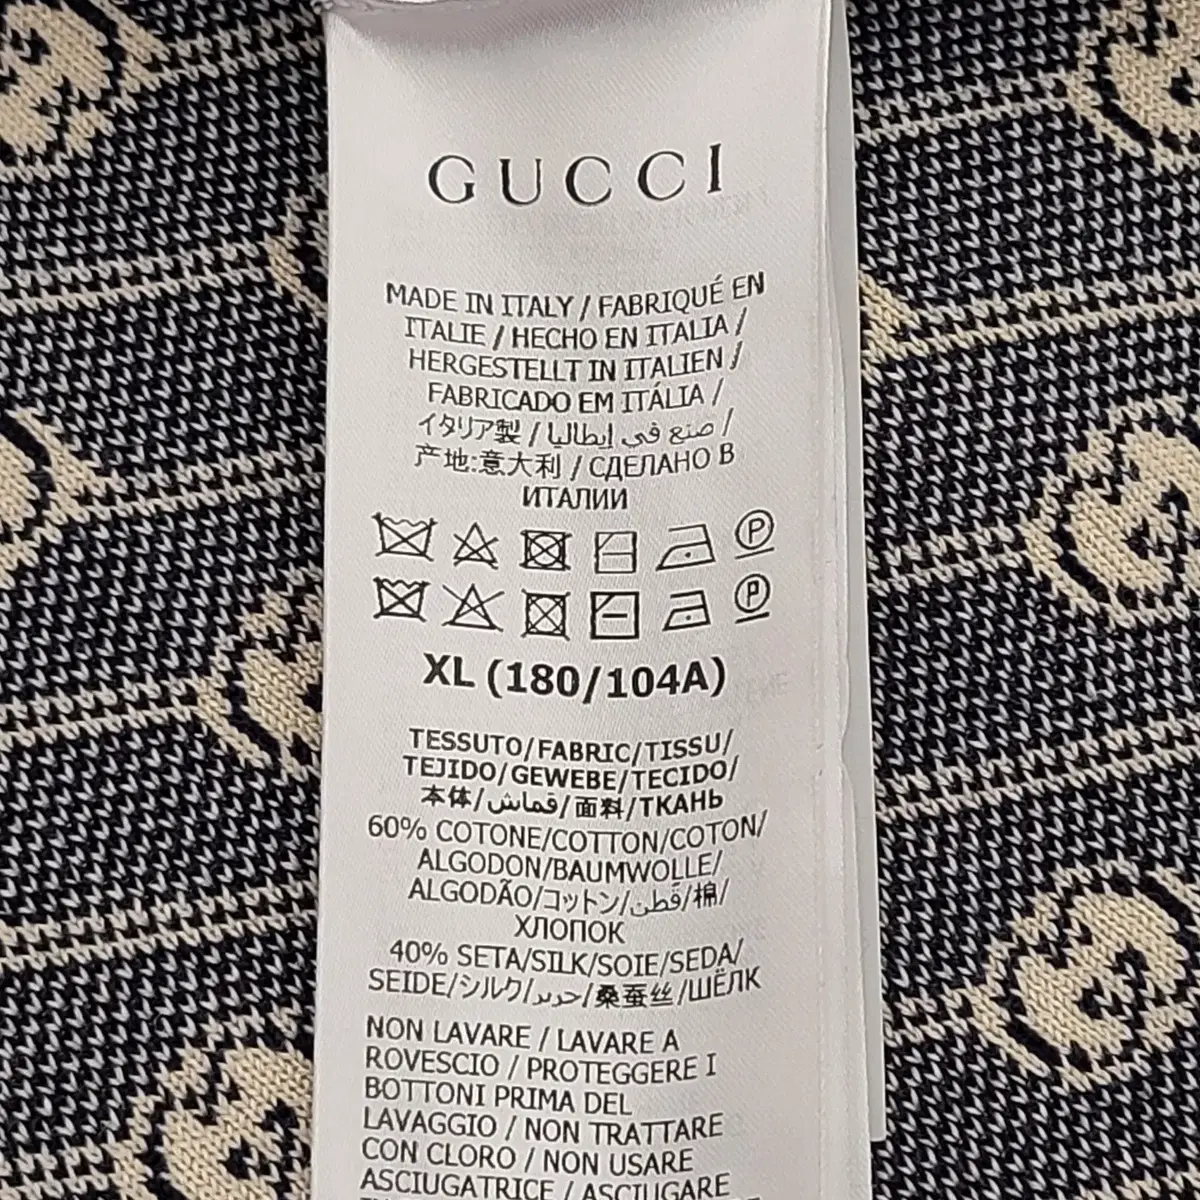 GUCCI
MADE IN ITALY / FABRIQUÉ EN
ITALIE / HECHO EN ITALIA /
HERGESTELLT IN ITALIEN /
FABRICADO EM ITÁLIA /
イタリア製 / صنع في إيطاليا /
产地:意大利 / СДЕЛАНО В
ИТАЛИИ
P
P
XL (180/104A)
TESSUTO/FABRIC/TISSU/
TEJIDO/GEWEBE/TECIDO/
本体/قماش/面料/ТКАНЬ
60% COTONE/COTTON/COTON/
ALGODON/BAUMWOLLE/
ALGODÃO/コットン/قطن/棉/
ХЛОПОК
40% SETA/SILK/SOIE/SEDA/
SEIDE/シルク/حرير/桑蚕丝/ШЁЛК
NON LAVARE / LAVARE A
ROVESCIO / PROTEGGERE I
BOTTONI PRIMA DEL
LAVAGGIO / NON TRATTARE
CON CLORO / NON USARE
ASCIUGATRICE / ASCIUGARE